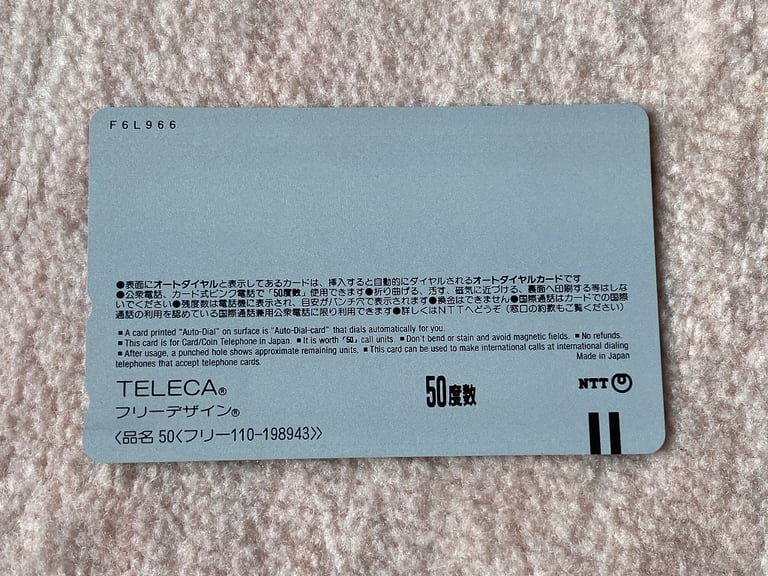 F6L966
●表面にオートダイヤルと表示してあるカードは、挿入すると自動的にダイヤルされるオートダイヤルカードです
●公衆電話、カード式ピンク電話で「50度数」使用できます●折り曲げる、汚す、磁気に近づける、裏面へ印刷する等はしな
いでください●残度数は電話機に表示され、目安がパンチ穴で表示されます●換金はできません●国際通話はカードでの国際
通話の利用を認めている国際通話兼用公衆電話に限り利用できます●詳しくはNTTへどうぞ（窓口の約款もご覧ください）
■ A card printed "Auto-Dial" on surface is "Auto-Dial-card" that dials automatically for you.
■ This card is for Card/Coin Telephone in Japan. ■ It is worth「50」call units. ■ Don't bend or stain and avoid magnetic fields. ■ No refunds.
■ After usage, a punched hole shows approximate remaining units. ■ This card can be used to make international calls at international dialing
telephones that accept telephone cards.
Made in Japan
TELECA®
フリーデザイン®
50度数
NTT
〈品名 50〈フリー110-198943〉〉